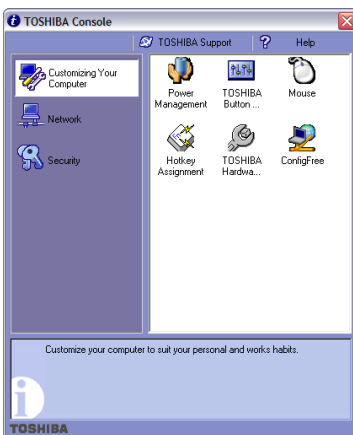 TOSHIBA Console
TOSHIBA Support ? Help
Customizing Your
Computer
Network
Security
Power
Management
TOSHIBA
Button ...
Mouse
Hotkey
Assignment
TOSHIBA
Hardwa...
ConfigFree
Customize your computer to suit your personal and works habits.
i
TOSHIBA